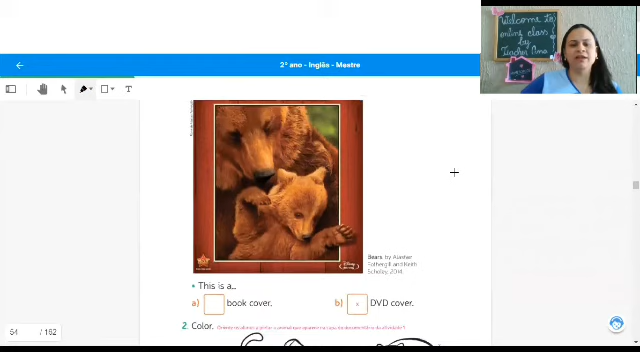 Welcome to
online class
by
Teacher Ana
2º ano - Inglês - Mestre
T
Bears, by Alastair
Fothergill and Keith
Scholey, 2014.
• This is a...
a) book cover.
b) x DVD cover.
2. Color.
54 / 162